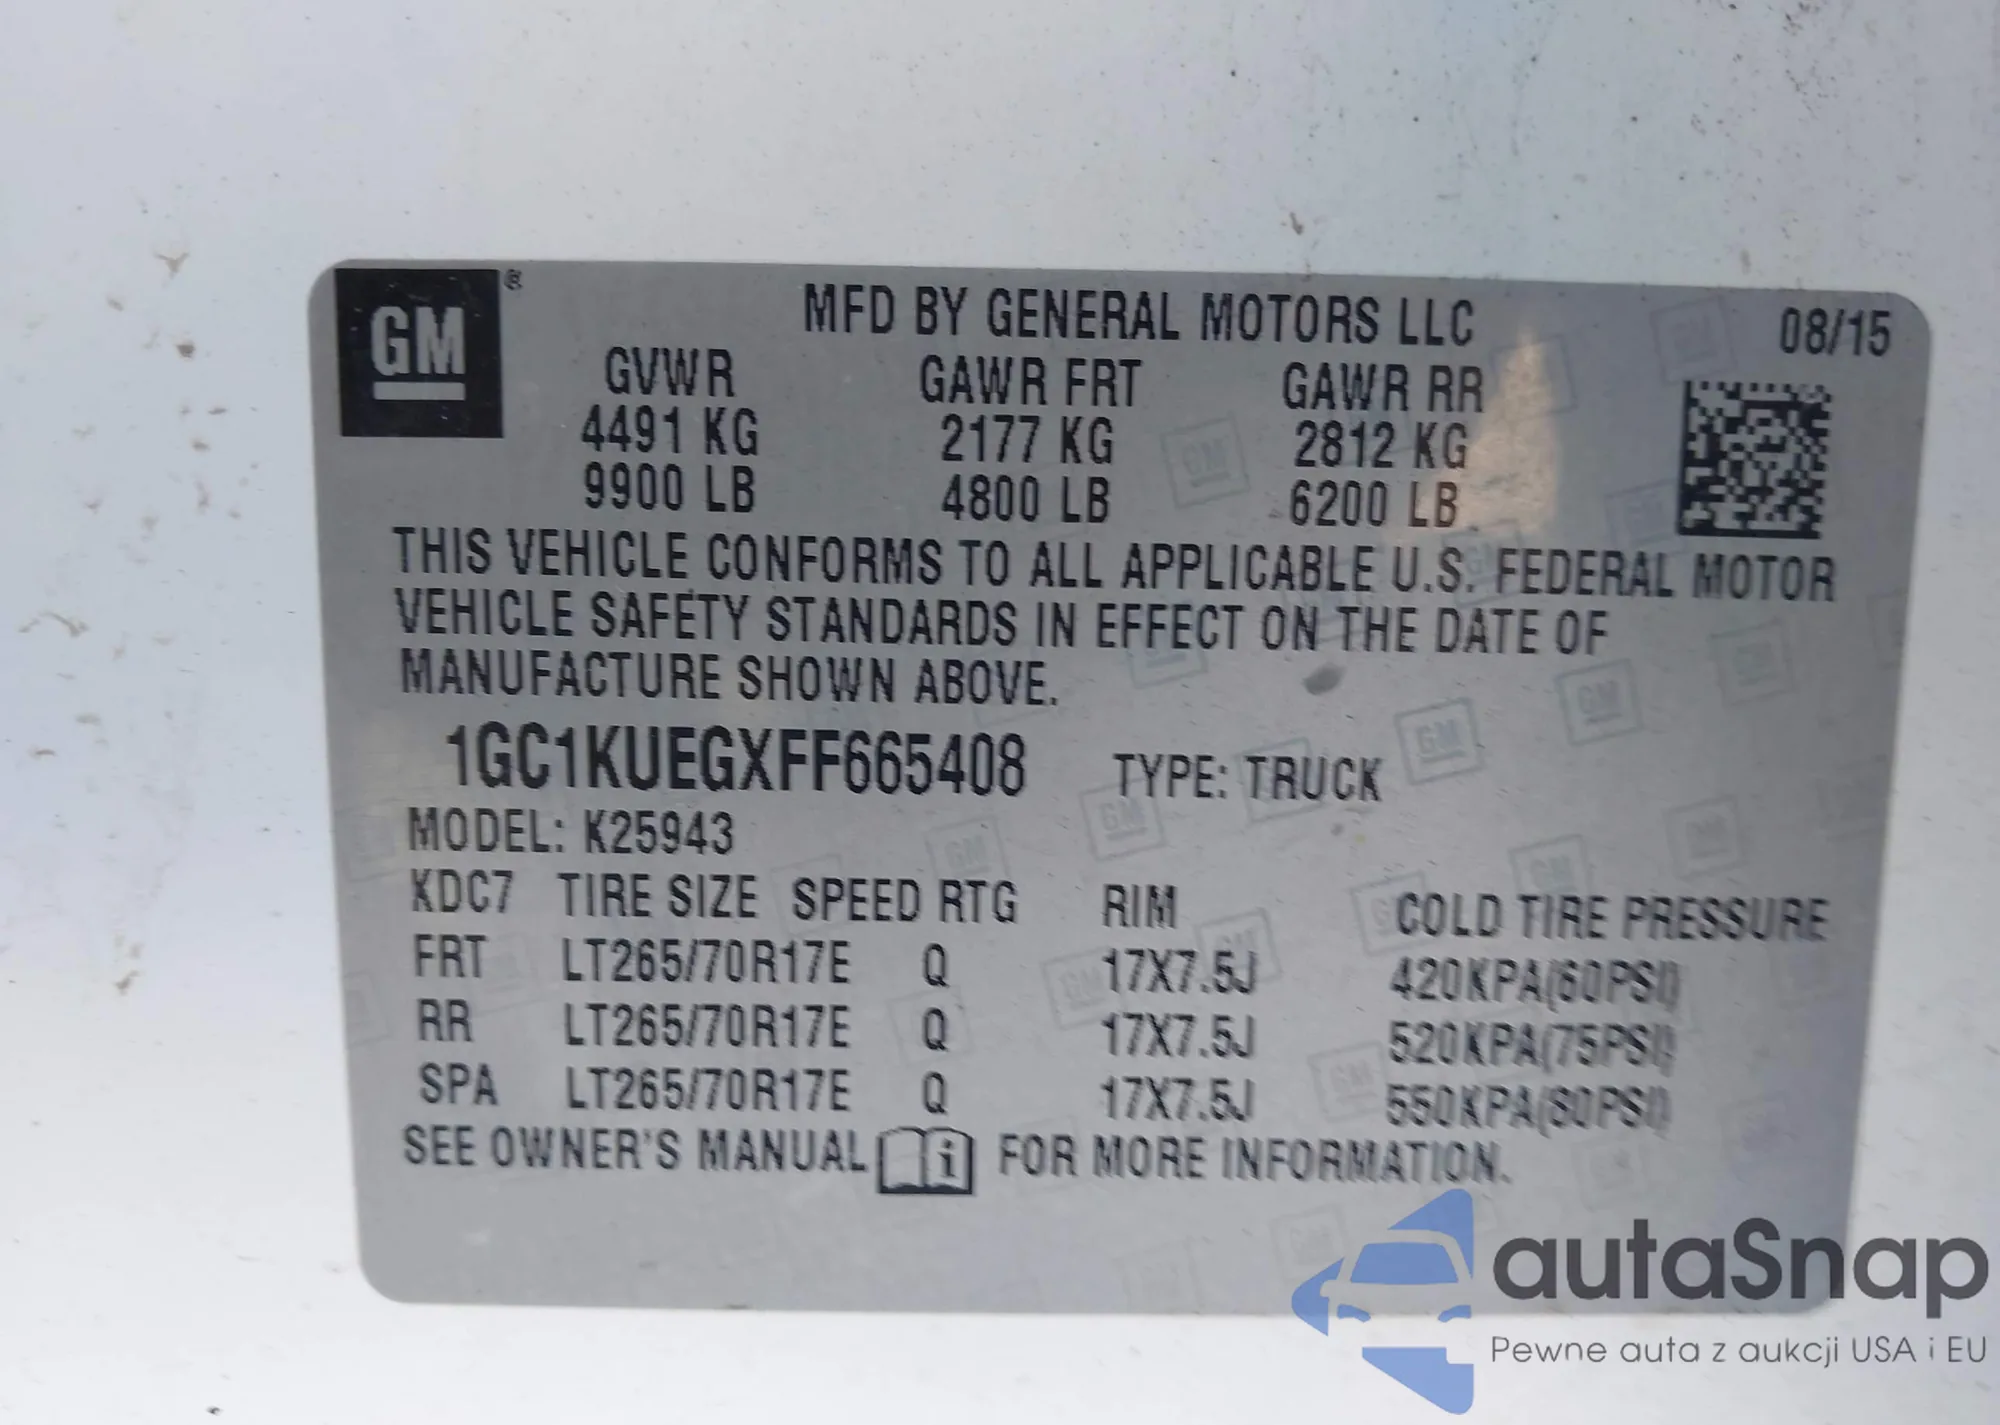 GM ®
MFD BY GENERAL MOTORS LLC 08/15
GVWR GAWR FRT GAWR RR
4491 KG 2177 KG 2812 KG
9900 LB 4800 LB 6200 LB
THIS VEHICLE CONFORMS TO ALL APPLICABLE U.S. FEDERAL MOTOR
VEHICLE SAFETY STANDARDS IN EFFECT ON THE DATE OF
MANUFACTURE SHOWN ABOVE.
1GC1KUEGXFF665408 TYPE: TRUCK
MODEL: K25943
KDC7 TIRE SIZE SPEED RTG RIM COLD TIRE PRESSURE
FRT LT265/70R17E Q 17X7.5J 420KPA(60PSI)
RR LT265/70R17E Q 17X7.5J 520KPA(75PSI)
SPA LT265/70R17E Q 17X7.5J 550KPA(80PSI)
SEE OWNER'S MANUAL i FOR MORE INFORMATION.
autaSnap
Pewne auta z aukcji USA i EU